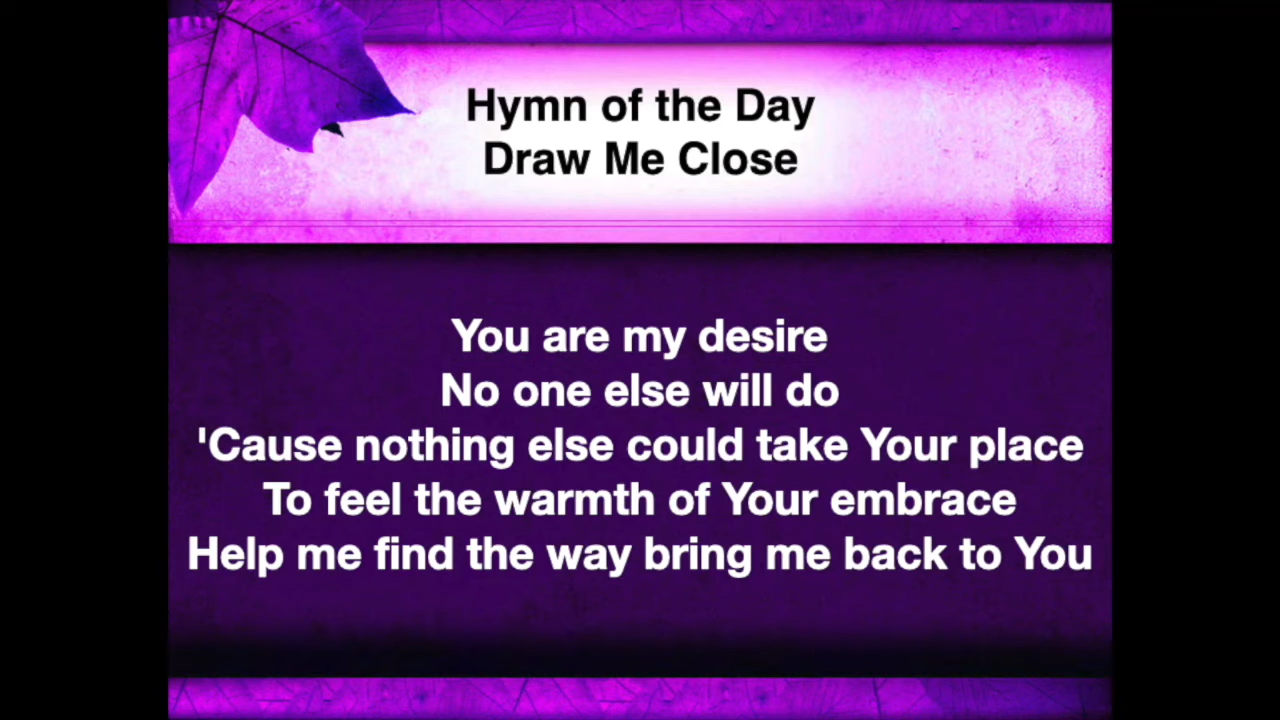 Hymn of the Day
Draw Me Close
You are my desire
No one else will do
'Cause nothing else could take Your place
To feel the warmth of Your embrace
Help me find the way bring me back to You